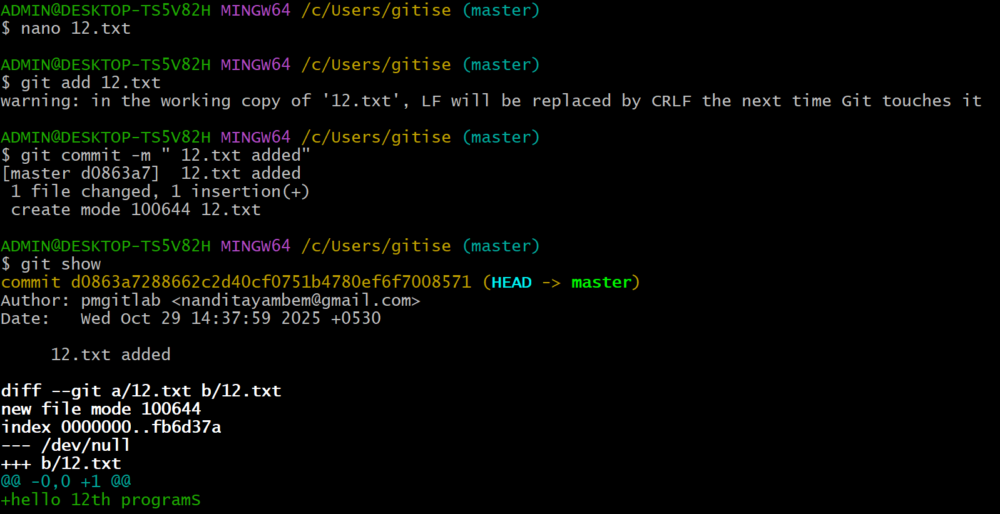 ADMIN@DESKTOP-TS5V82H MINGW64 /c/Users/gitise (master)
$ nano 12.txt
ADMIN@DESKTOP-TS5V82H MINGW64 /c/Users/gitise (master)
$ git add 12.txt
warning: in the working copy of '12.txt', LF will be replaced by CRLF the next time Git touches it
ADMIN@DESKTOP-TS5V82H MINGW64 /c/Users/gitise (master)
$ git commit -m " 12.txt added"
[master d0863a7]  12.txt added
 1 file changed, 1 insertion(+)
 create mode 100644 12.txt
ADMIN@DESKTOP-TS5V82H MINGW64 /c/Users/gitise (master)
$ git show
commit d0863a7288662c2d40cf0751b4780ef6f7008571 (HEAD -> master)
Author: pmgitlab <nanditayambem@gmail.com>
Date:   Wed Oct 29 14:37:59 2025 +0530
     12.txt added
diff --git a/12.txt b/12.txt
new file mode 100644
index 0000000..fb6d37a
--- /dev/null
+++ b/12.txt
@@ -0,0 +1 @@
+hello 12th programS